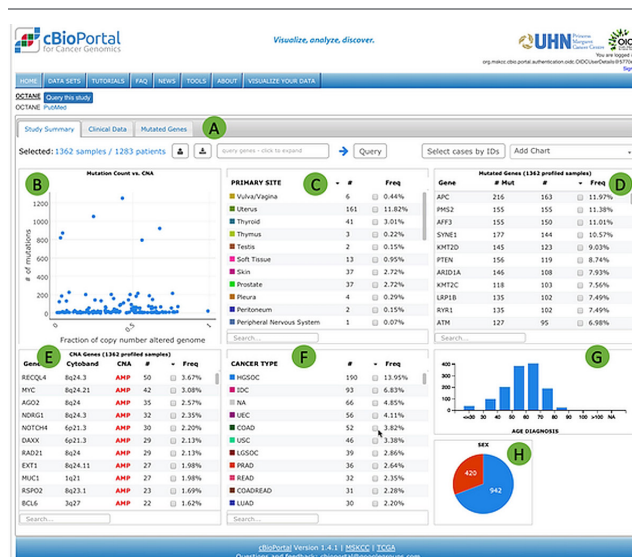 cBioPortal
for Cancer Genomics
Visualize, analyze, discover.
UHN Princess Margaret Cancer Centre
You are logged
HOME DATA SETS TUTORIALS FAQ NEWS TOOLS ABOUT VISUALIZE YOUR DATA
OCTANE Query this study
OCTANE PubMed
Study Summary Clinical Data Mutated Genes A
Selected: 1362 samples / 1283 patients query genes - click to expand Query Select cases by IDs Add Chart
B
Mutation Count vs. CNA
# of mutations
1200
1000
800
600
400
200
0
0 0.5 1
Fraction of copy number altered genome
C
PRIMARY SITE # Freq
Vulva/Vagina 6 0.44%
Uterus 161 11.82%
Thyroid 41 3.01%
Thymus 3 0.22%
Testis 2 0.15%
Soft Tissue 13 0.95%
Skin 37 2.72%
Prostate 37 2.72%
Pleura 4 0.29%
Peritoneum 2 0.15%
Peripheral Nervous System 1 0.07%
Search...
D
Mutated Genes (1362 profiled samples)
Gene # Mut # Freq
APC 216 163 11.97%
PMS2 155 155 11.38%
AFF3 155 150 11.01%
SYNE1 177 144 10.57%
KMT2D 145 123 9.03%
PTEN 156 119 8.74%
ARID1A 146 108 7.93%
KMT2C 118 103 7.56%
LRP1B 135 102 7.49%
RYR1 135 102 7.49%
ATM 127 95 6.98%
Search...
E
CNA Genes (1362 profiled samples)
Gene Cytoband CNA # Freq
RECQL4 8q24.3 AMP 50 3.67%
MYC 8q24.21 AMP 42 3.08%
AGO2 8q24.3 AMP 35 2.57%
NDRG1 8q24.3 AMP 32 2.35%
NOTCH4 6p21.3 AMP 30 2.20%
DAXX 6p21.3 AMP 29 2.13%
RAD21 8q24 AMP 29 2.13%
EXT1 8q24.11 AMP 27 1.98%
MUC1 1q21 AMP 27 1.98%
RSPO2 8q23.1 AMP 23 1.69%
BCL6 3q27 AMP 22 1.62%
Search...
F
CANCER TYPE # Freq
HGSOC 190 13.95%
IDC 93 6.83%
NA 66 4.85%
UEC 56 4.11%
COAD 52 3.82%
USC 46 3.38%
LGSOC 39 2.86%
PRAD 36 2.64%
READ 32 2.35%
COADREAD 31 2.28%
LUAD 30 2.20%
Search...
G
400
300
200
100
0
<=30 40 50 60 70 80 90 100 >100 NA
AGE DIAGNOSIS
H
SEX
420
942
cBioPortal Version 1.4.1 | MSKCC | TCGA